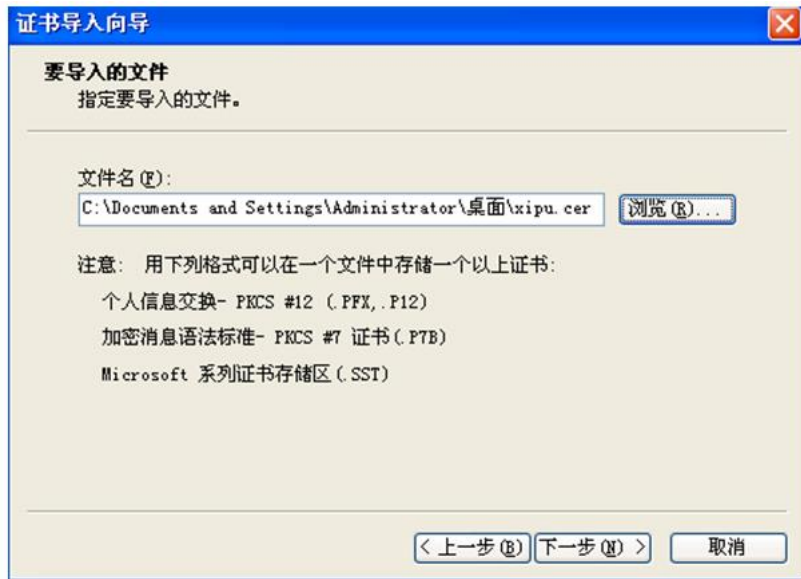 证书导入向导
要导入的文件
指定要导入的文件。
文件名(F):
C:\Documents and Settings\Administrator\桌面\xipu.cer
浏览(R)...
注意: 用下列格式可以在一个文件中存储一个以上证书:
个人信息交换- PKCS #12 (.PFX,.P12)
加密消息语法标准- PKCS #7 证书(.P7B)
Microsoft 系列证书存储区(.SST)
< 上一步(B) 下一步(N) > 取消